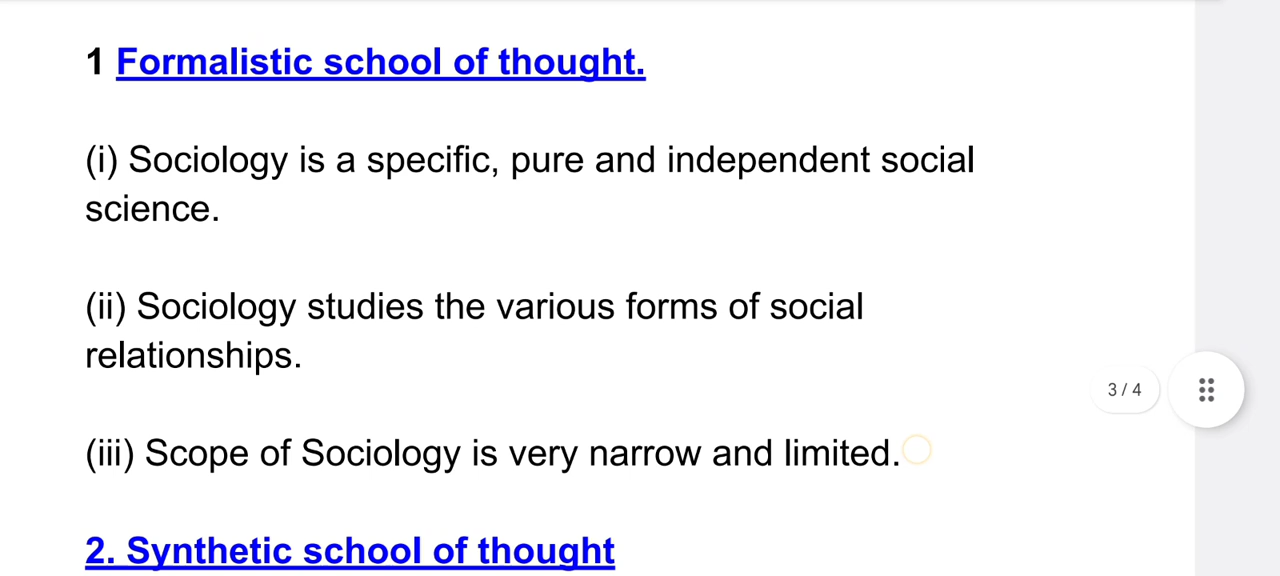 1 Formalistic school of thought.
(i) Sociology is a specific, pure and independent social
science.
(ii) Sociology studies the various forms of social
relationships.
3 / 4
(iii) Scope of Sociology is very narrow and limited.
2. Synthetic school of thought